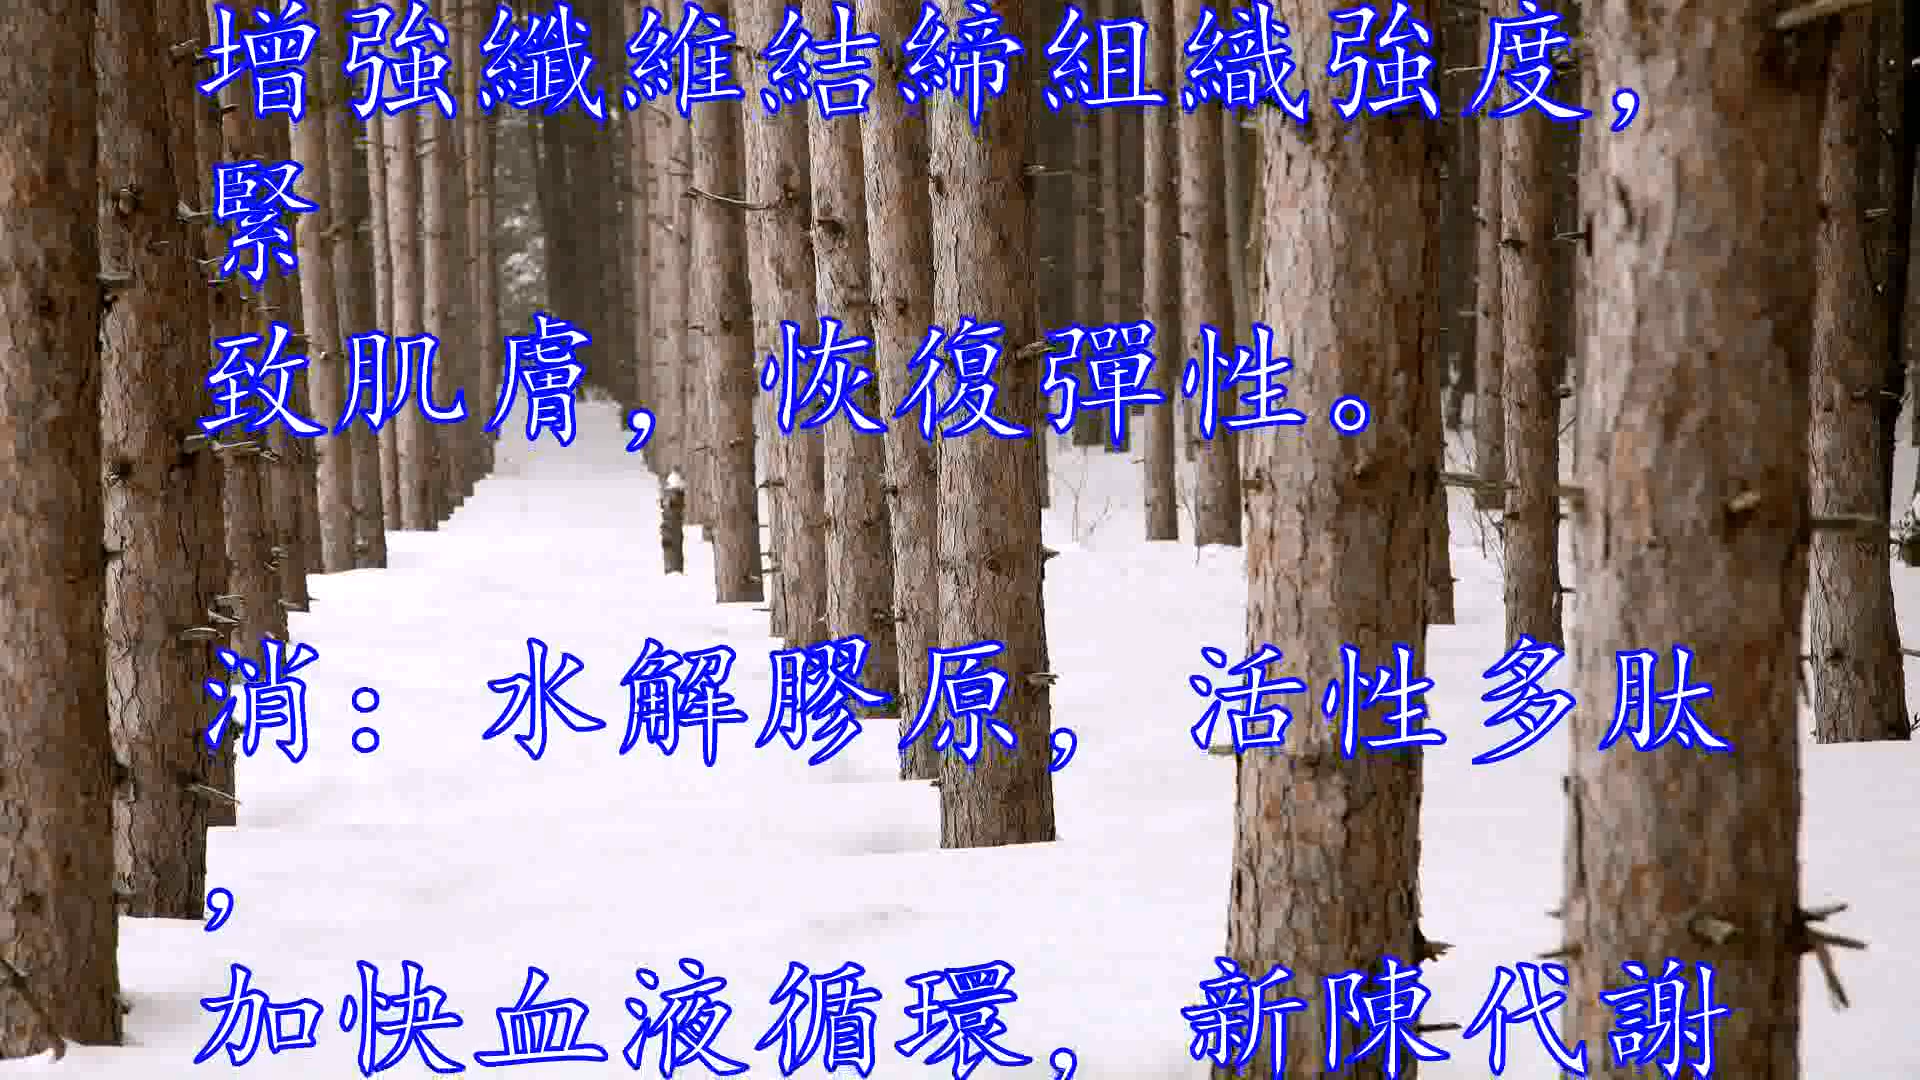 增強纖維結締組織強度，
緊
致肌膚，恢復彈性。
消：水解膠原，活性多肽
，
加快血液循環，新陳代謝